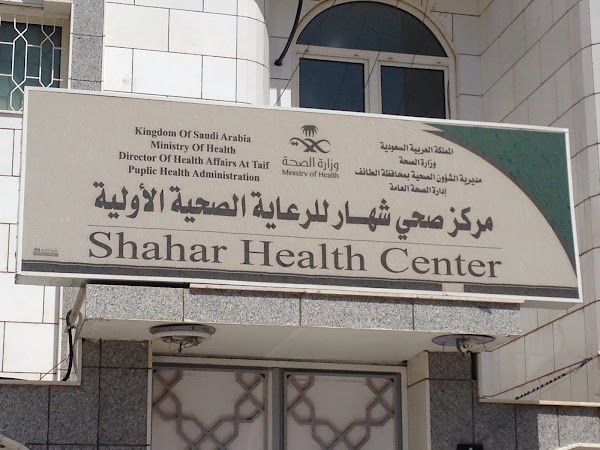 Kingdom Of Saudi Arabia
Ministry Of Health
Director Of Health Affairs At Taif
Puplic Health Administration
وزارة الصحة
Ministry of Health
المملكة العربية السعودية
وزارة الصحة
مديرية الشؤون الصحية بمحافظة الطائف
إدارة الصحة العامة
مركز صحي شهار للرعاية الصحية الأولية
Shahar Health Center